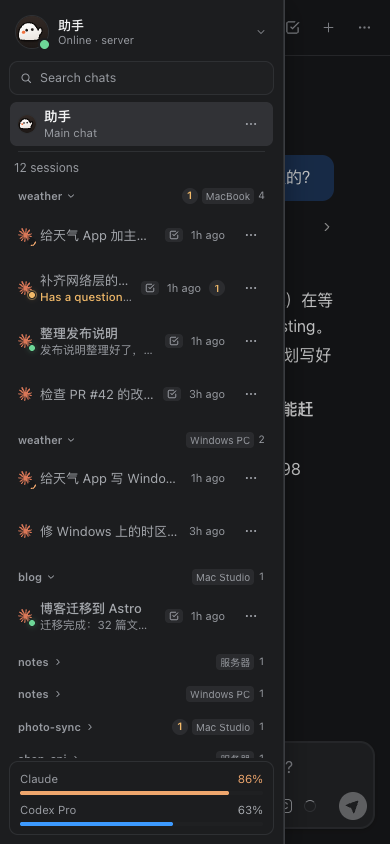 助手
Online · server
Search chats
助手
Main chat
12 sessions
weather
1
MacBook
4
给天气 App 加主...
1h ago
补齐网络层的...
Has a question...
1h ago
1
整理发布说明
发布说明整理好了，...
1h ago
检查 PR #42 的改...
3h ago
weather
Windows PC
2
给天气 App 写 Windo...
1h ago
修 Windows 上的时区...
3h ago
blog
Mac Studio
1
博客迁移到 Astro
迁移完成：32 篇文...
1h ago
notes
服务器
1
notes
Windows PC
1
photo-sync
1
Mac Studio
1
Claude
86%
Codex Pro
63%
的?
）在等
sting。
划写好
能赶
98
?